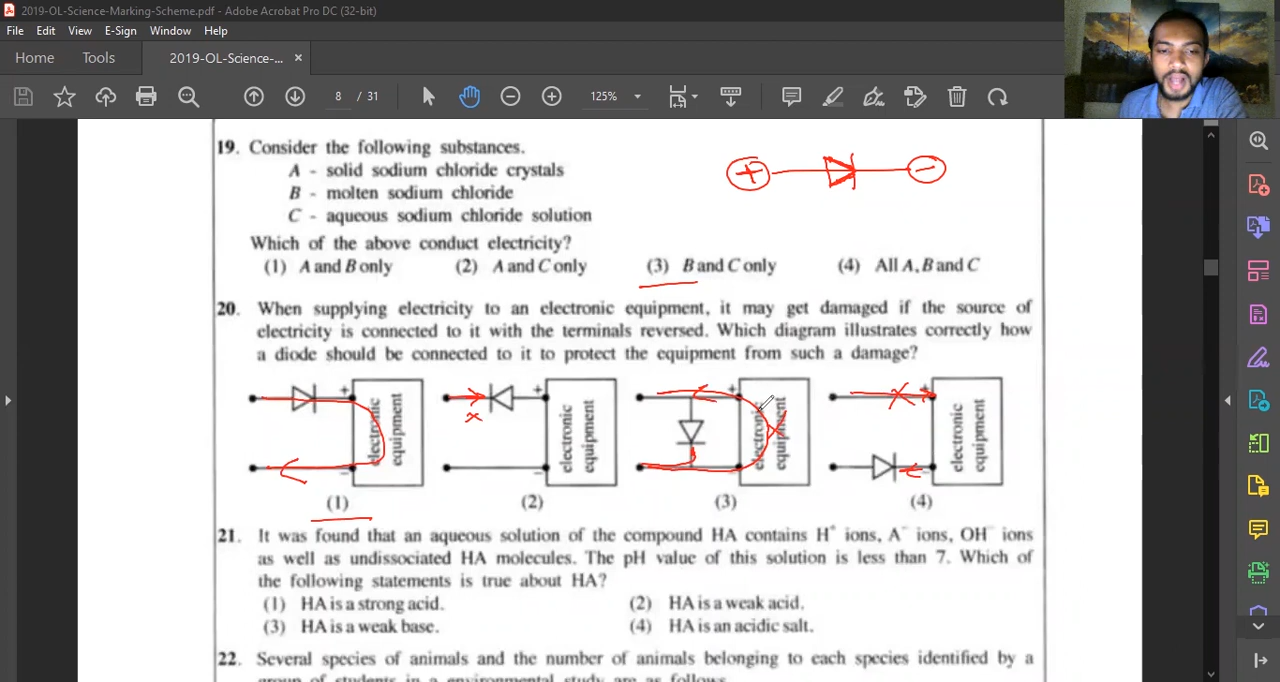 2019-OL-Science-Marking-Scheme.pdf - Adobe Acrobat Pro DC (32-bit)
File Edit View E-Sign Window Help
Home Tools 2019-OL-Science-... ×
8 / 31 125%
19. Consider the following substances.
A - solid sodium chloride crystals
B - molten sodium chloride
C - aqueous sodium chloride solution
+ −
Which of the above conduct electricity?
(1) A and B only (2) A and C only (3) B and C only (4) All A, B and C
20. When supplying electricity to an electronic equipment, it may get damaged if the source of
electricity is connected to it with the terminals reversed. Which diagram illustrates correctly how
a diode should be connected to it to protect the equipment from such a damage?
+ − electronic equipment
+ − electronic equipment
+ electronic equipment
+ − electronic equipment
(1) (2) (3) (4)
21. It was found that an aqueous solution of the compound HA contains H⁺ ions, A⁻ ions, OH⁻ ions
as well as undissociated HA molecules. The pH value of this solution is less than 7. Which of
the following statements is true about HA?
(1) HA is a strong acid. (2) HA is a weak acid.
(3) HA is a weak base. (4) HA is an acidic salt.
22. Several species of animals and the number of animals belonging to each species identified by a
group of students in a environmental study are as follows.